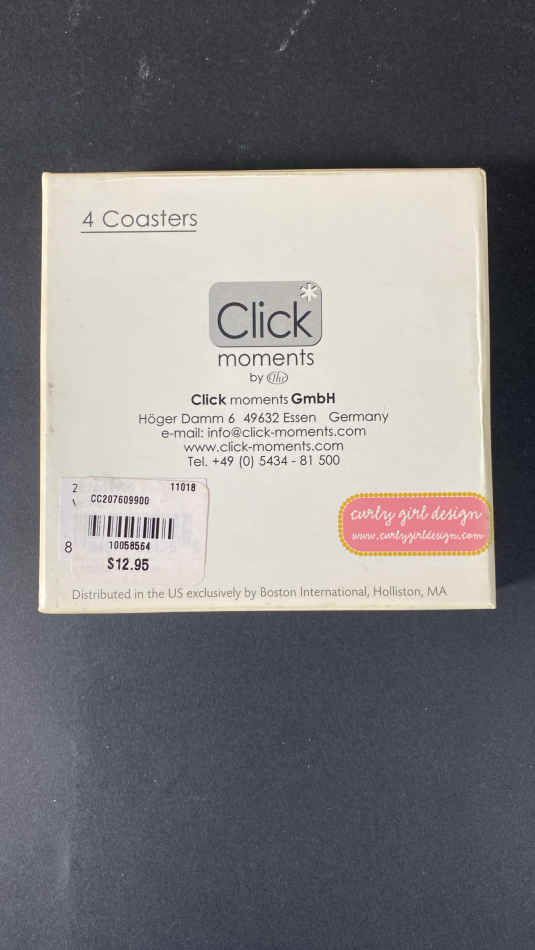 4 Coasters
Click
moments
by
Click moments GmbH
Höger Damm 6 49632 Essen Germany
e-mail: info@click-moments.com
www.click-moments.com
Tel. +49 (0) 5434 - 81 500
2 11018
CC207609900
8
10058564
$12.95
curly girl design
www.curlygirldesign.com
Distributed in the US exclusively by Boston International, Holliston, MA